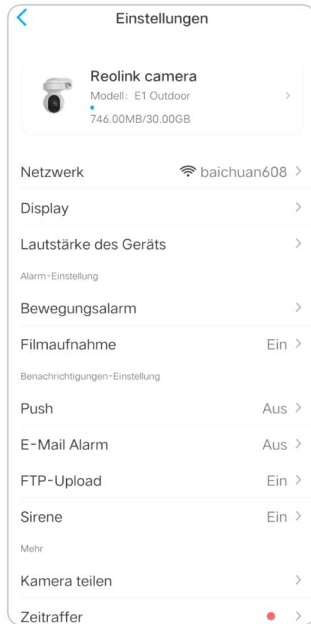 Einstellungen
Reolink camera
Modell: E1 Outdoor
746.00MB/30.00GB
Netzwerk baichuan608
Display
Lautstärke des Geräts
Alarm-Einstellung
Bewegungsalarm
Filmaufnahme Ein
Benachrichtigungen-Einstellung
Push Aus
E-Mail Alarm Aus
FTP-Upload Ein
Sirene Ein
Mehr
Kamera teilen
Zeitraffer